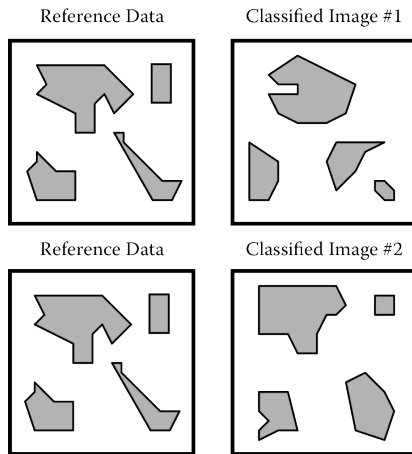 Reference Data
Classified Image #1
Reference Data
Classified Image #2